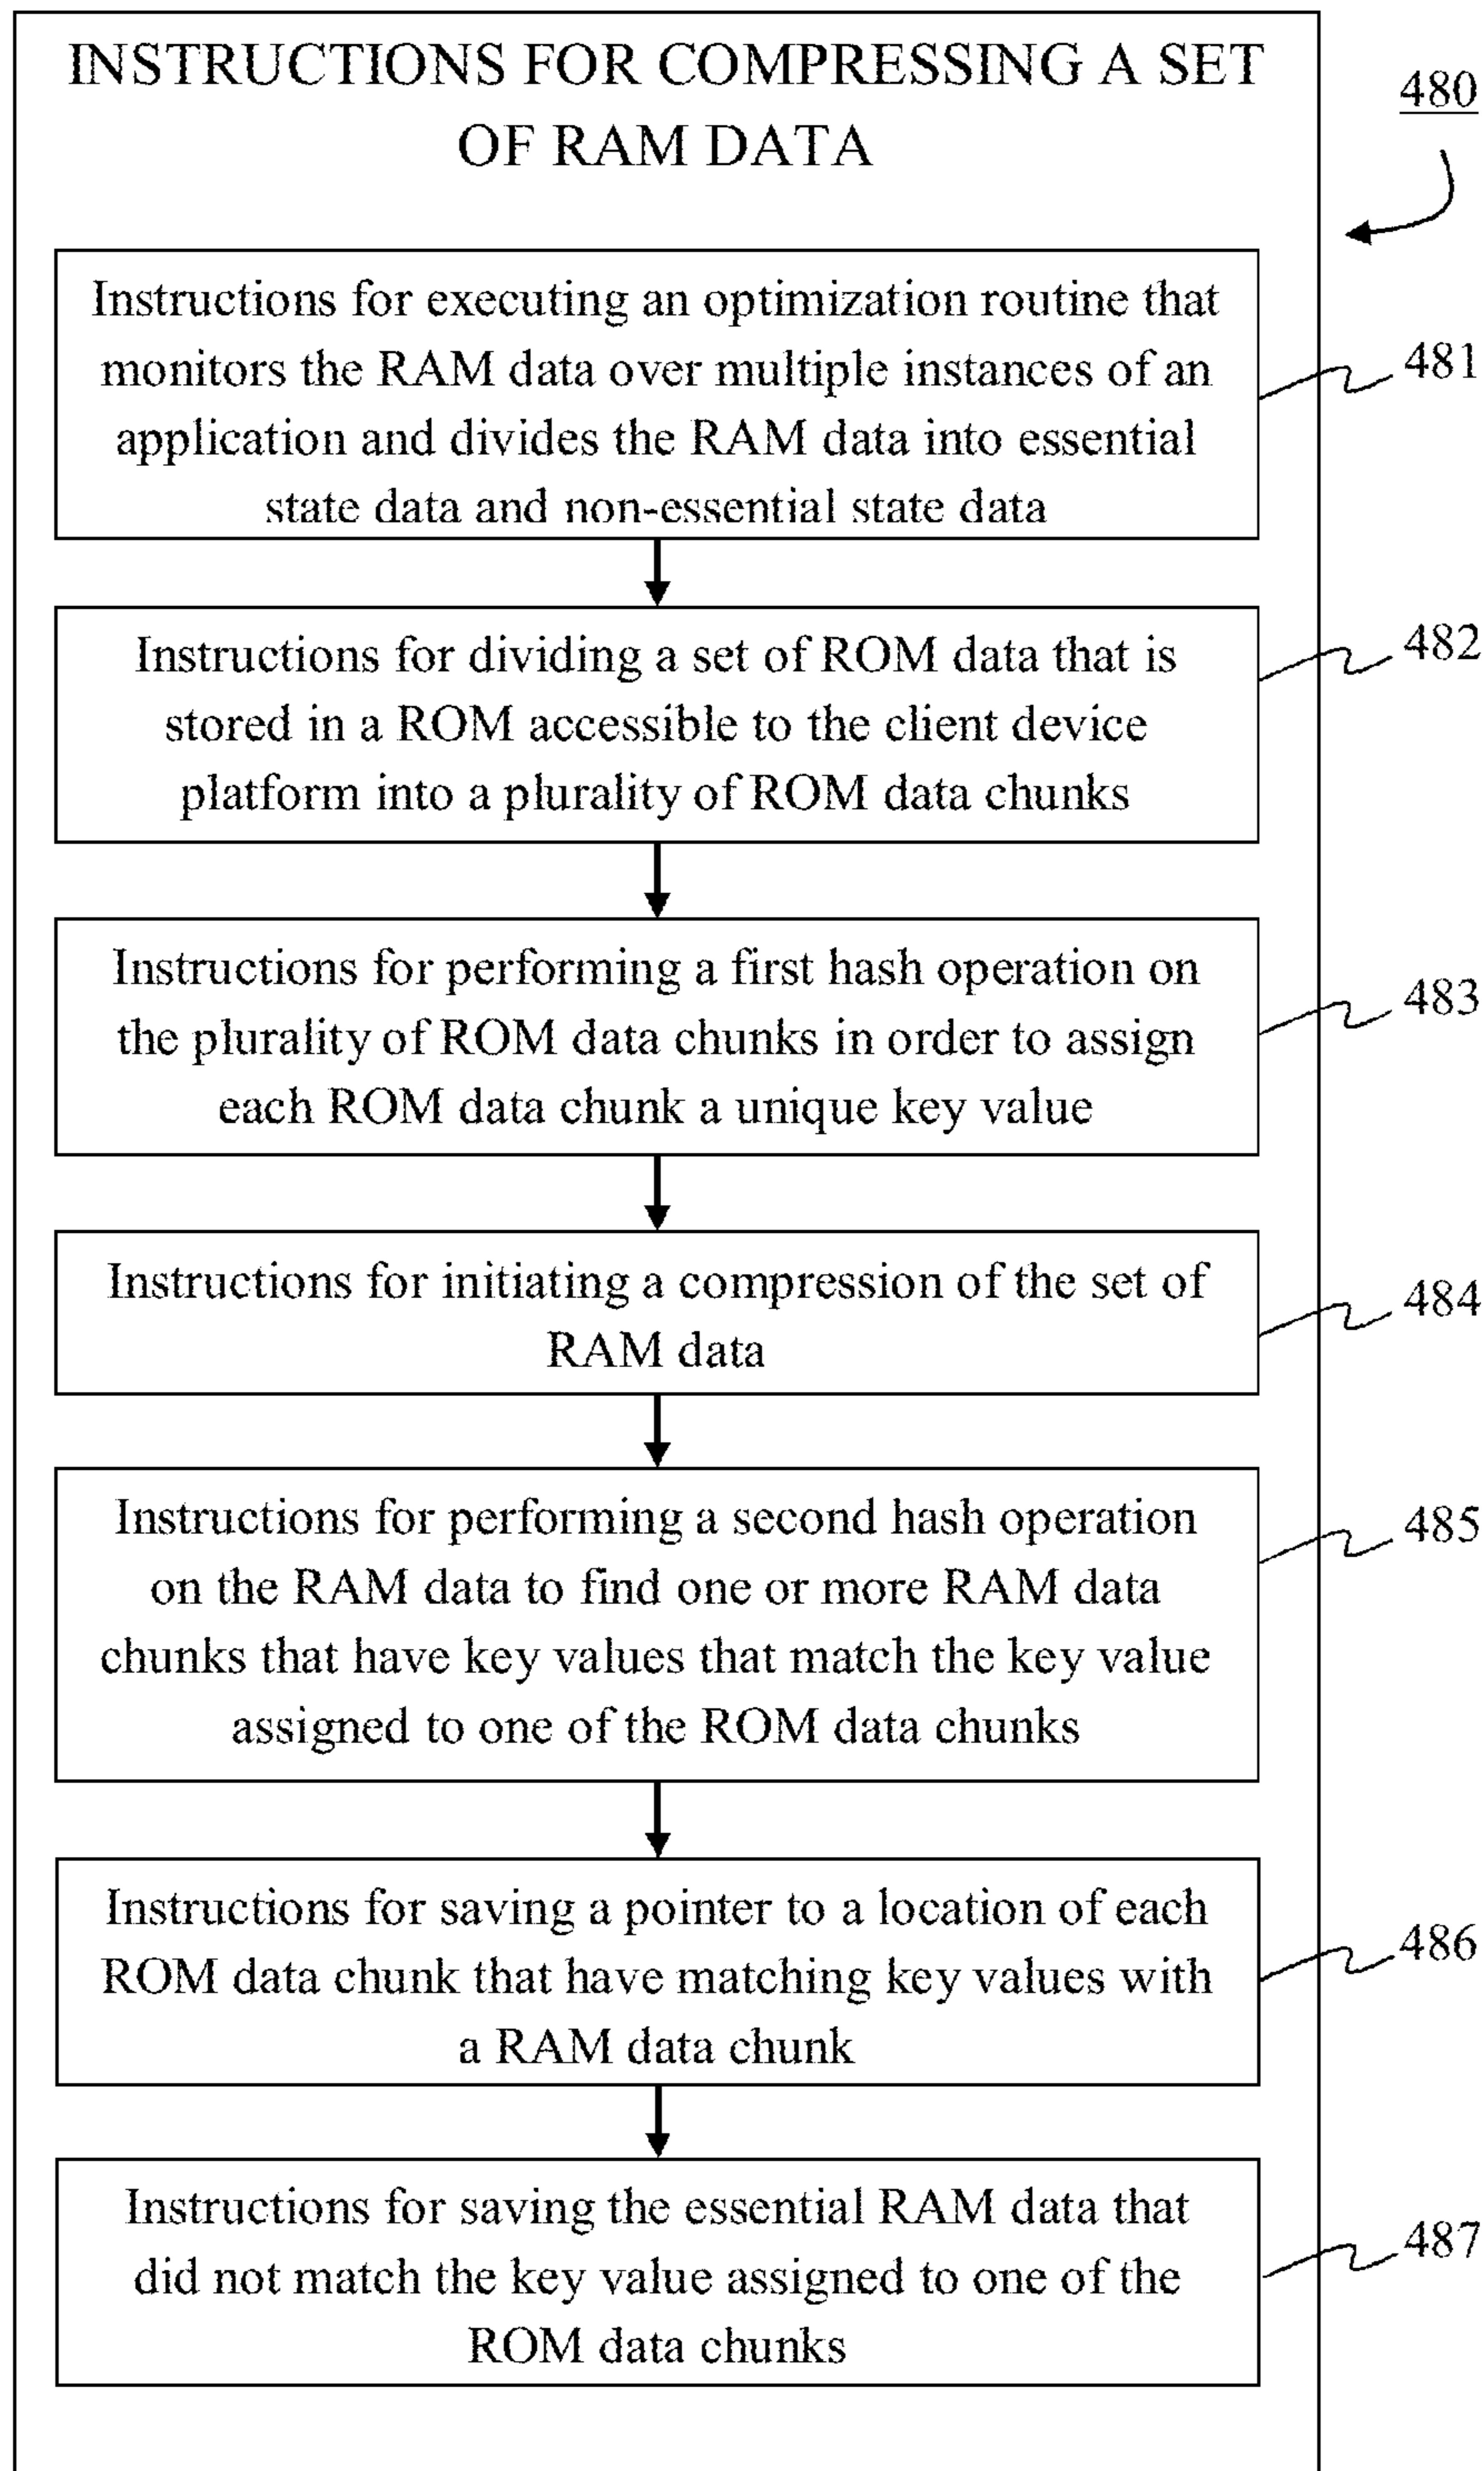 INSTRUCTIONS FOR COMPRESSING A SET
OF RAM DATA
480
Instructions for executing an optimization routine that
monitors the RAM data over multiple instances of an
application and divides the RAM data into essential
state data and non-essential state data
481
Instructions for dividing a set of ROM data that is
stored in a ROM accessible to the client device
platform into a plurality of ROM data chunks
482
Instructions for performing a first hash operation on
the plurality of ROM data chunks in order to assign
each ROM data chunk a unique key value
483
Instructions for initiating a compression of the set of
RAM data
484
Instructions for performing a second hash operation
on the RAM data to find one or more RAM data
chunks that have key values that match the key value
assigned to one of the ROM data chunks
485
Instructions for saving a pointer to a location of each
ROM data chunk that have matching key values with
a RAM data chunk
486
Instructions for saving the essential RAM data that
did not match the key value assigned to one of the
ROM data chunks
487